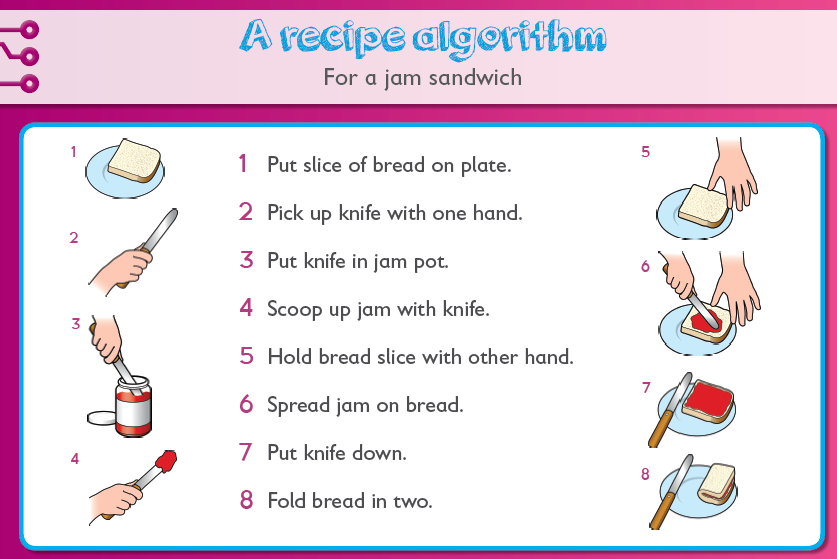 A recipe algorithm
For a jam sandwich
1
2
3
4
1 Put slice of bread on plate.
2 Pick up knife with one hand.
3 Put knife in jam pot.
4 Scoop up jam with knife.
5 Hold bread slice with other hand.
6 Spread jam on bread.
7 Put knife down.
8 Fold bread in two.
5
6
7
8